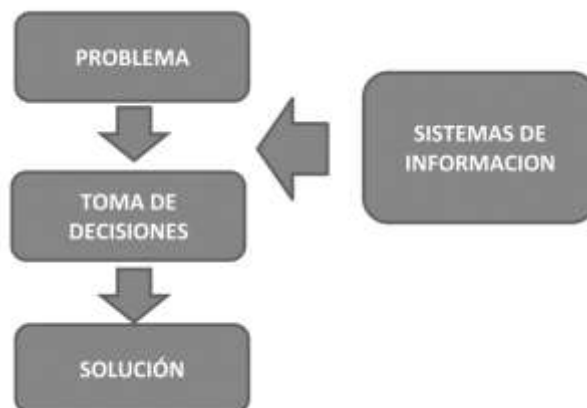 PROBLEMA
SISTEMAS DE
INFORMACION
TOMA DE
DECISIONES
SOLUCIÓN